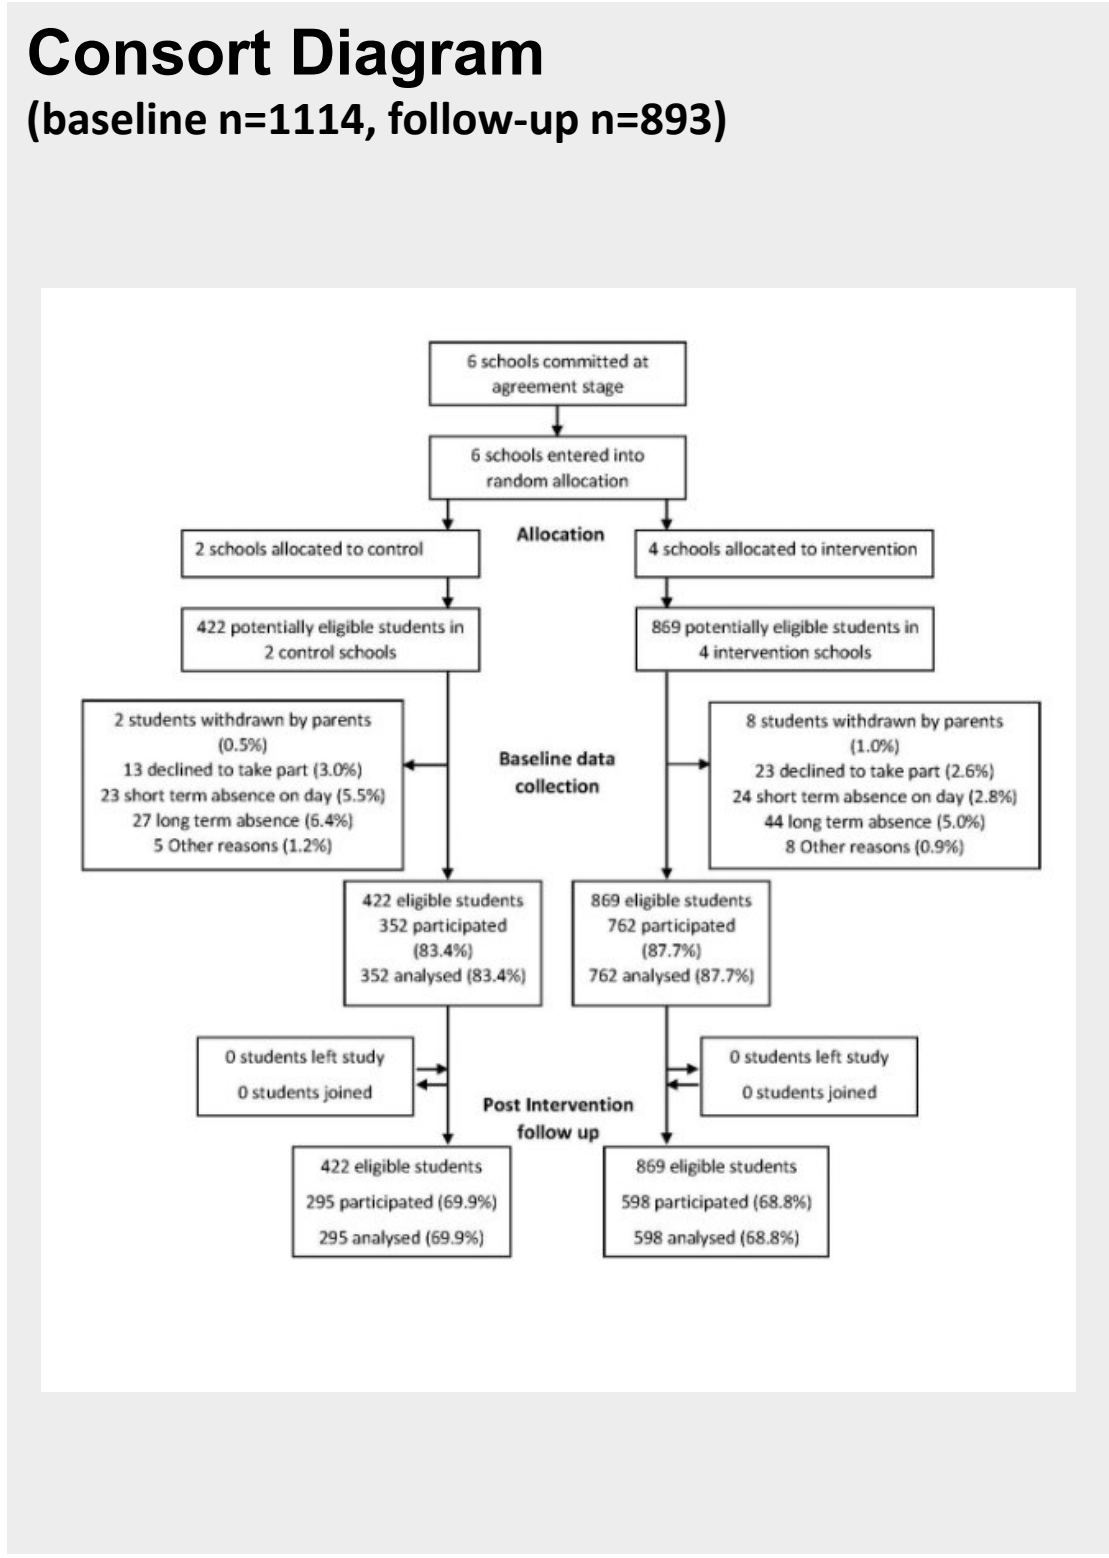 Consort Diagram
(baseline n=1114, follow-up n=893)
6 schools committed at
agreement stage
6 schools entered into
random allocation
Allocation
2 schools allocated to control
4 schools allocated to intervention
422 potentially eligible students in
2 control schools
869 potentially eligible students in
4 intervention schools
2 students withdrawn by parents
(0.5%)
13 declined to take part (3.0%)
23 short term absence on day (5.5%)
27 long term absence (6.4%)
5 Other reasons (1.2%)
Baseline data
collection
8 students withdrawn by parents
(1.0%)
23 declined to take part (2.6%)
24 short term absence on day (2.8%)
44 long term absence (5.0%)
8 Other reasons (0.9%)
422 eligible students
352 participated
(83.4%)
352 analysed (83.4%)
869 eligible students
762 participated
(87.7%)
762 analysed (87.7%)
0 students left study
0 students joined
0 students left study
0 students joined
Post Intervention
follow up
422 eligible students
295 participated (69.9%)
295 analysed (69.9%)
869 eligible students
598 participated (68.8%)
598 analysed (68.8%)